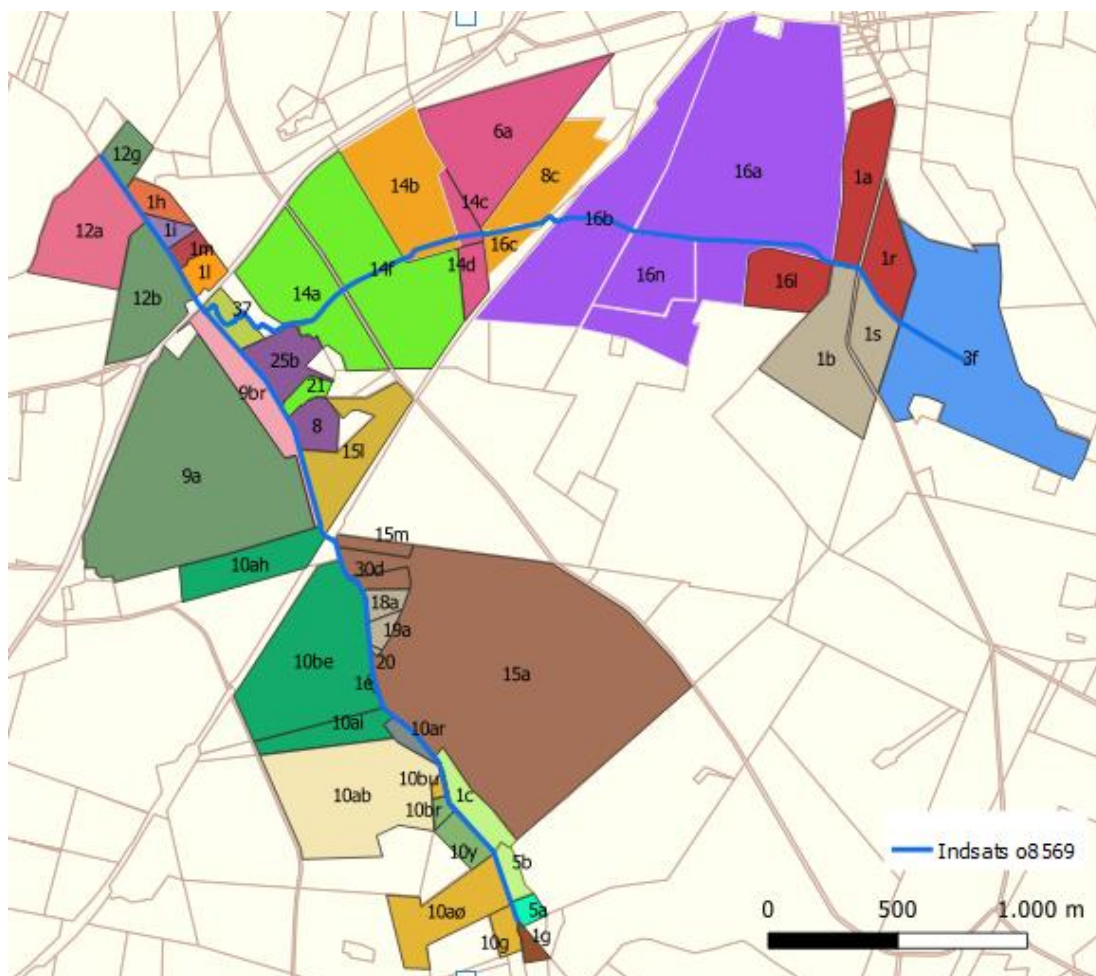 6a
12g
14b
8c
16a
1a
1h
12a
1i
14c
16b
1m
16c
1r
1l
14f
14d
12b
14a
16n
16l
37
1s
25b
1b
3f
21
9br
8
15l
9a
15m
10ah
30d
18a
19a
10be
20
15a
1e
10ai
10ar
10bu
10ab
1c
10br
Indsats o8569
10y
5b
10aø
5a
0 500 1.000 m
10g
1g